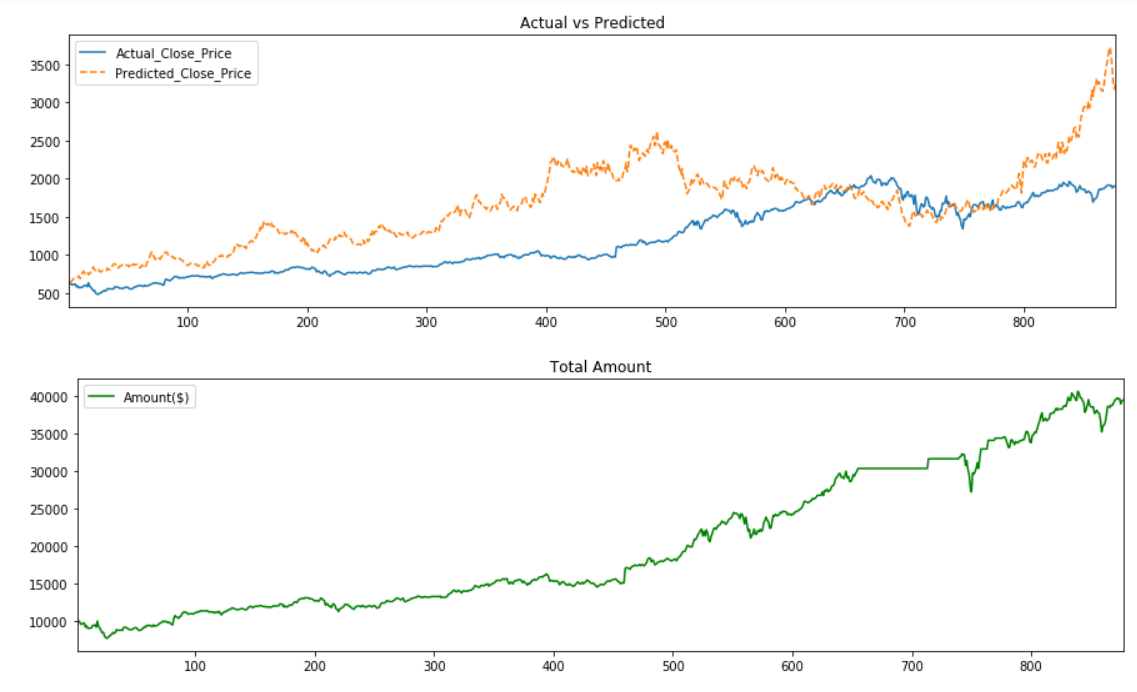 Actual vs Predicted
Actual_Close_Price
Predicted_Close_Price
3500
3000
2500
2000
1500
1000
500
100 200 300 400 500 600 700 800
Total Amount
Amount($)
40000
35000
30000
25000
20000
15000
10000
100 200 300 400 500 600 700 800